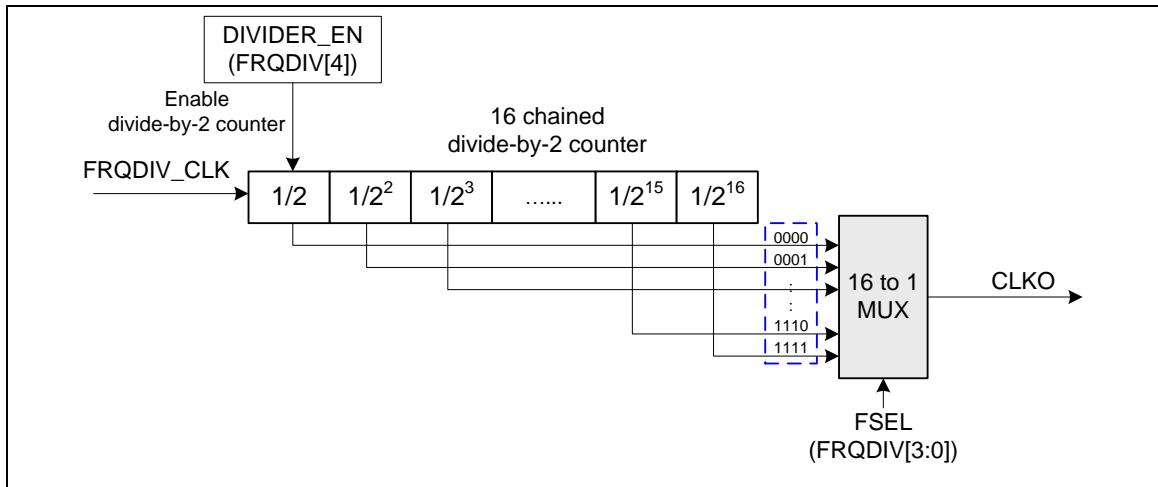 DIVIDER_EN
(FRQDIV[4])
Enable
divide-by-2 counter
16 chained
divide-by-2 counter
FRQDIV_CLK
1/2
1/2²
1/2³
…...
1/2¹⁵
1/2¹⁶
0000
0001
:
:
1110
1111
16 to 1
MUX
CLKO
FSEL
(FRQDIV[3:0])